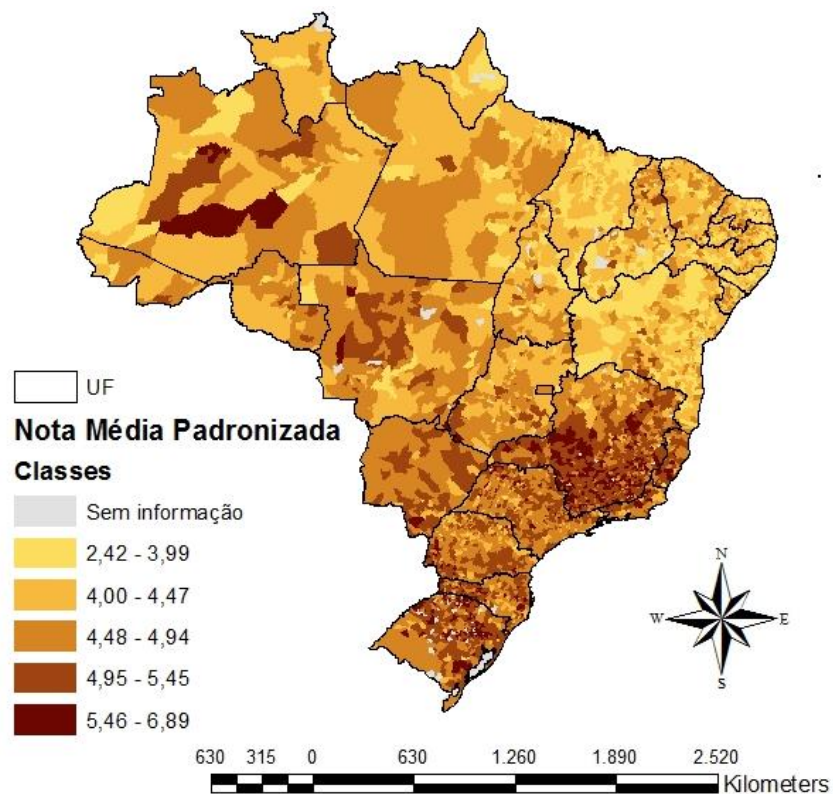 UF
Nota Média Padronizada
Classes
Sem informação
2,42 - 3,99
4,00 - 4,47
4,48 - 4,94
4,95 - 5,45
5,46 - 6,89
N
W E
S
630 315 0 630 1.260 1.890 2.520
Kilometers